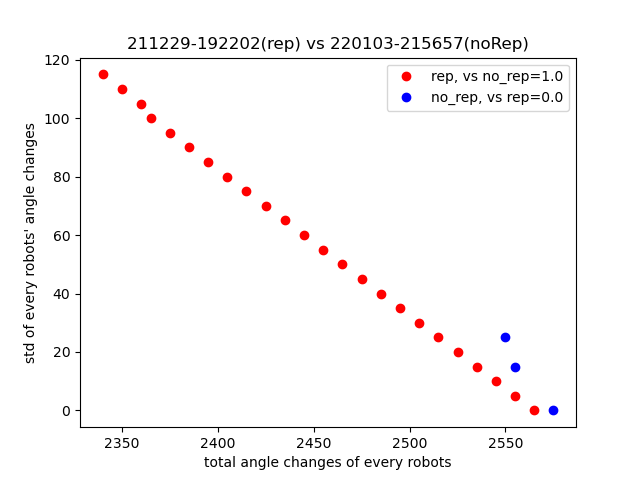 211229-192202(rep) vs 220103-215657(noRep)
rep, vs no_rep=1.0
no_rep, vs rep=0.0
std of every robots' angle changes
120
100
80
60
40
20
0
2350 2400 2450 2500 2550
total angle changes of every robots